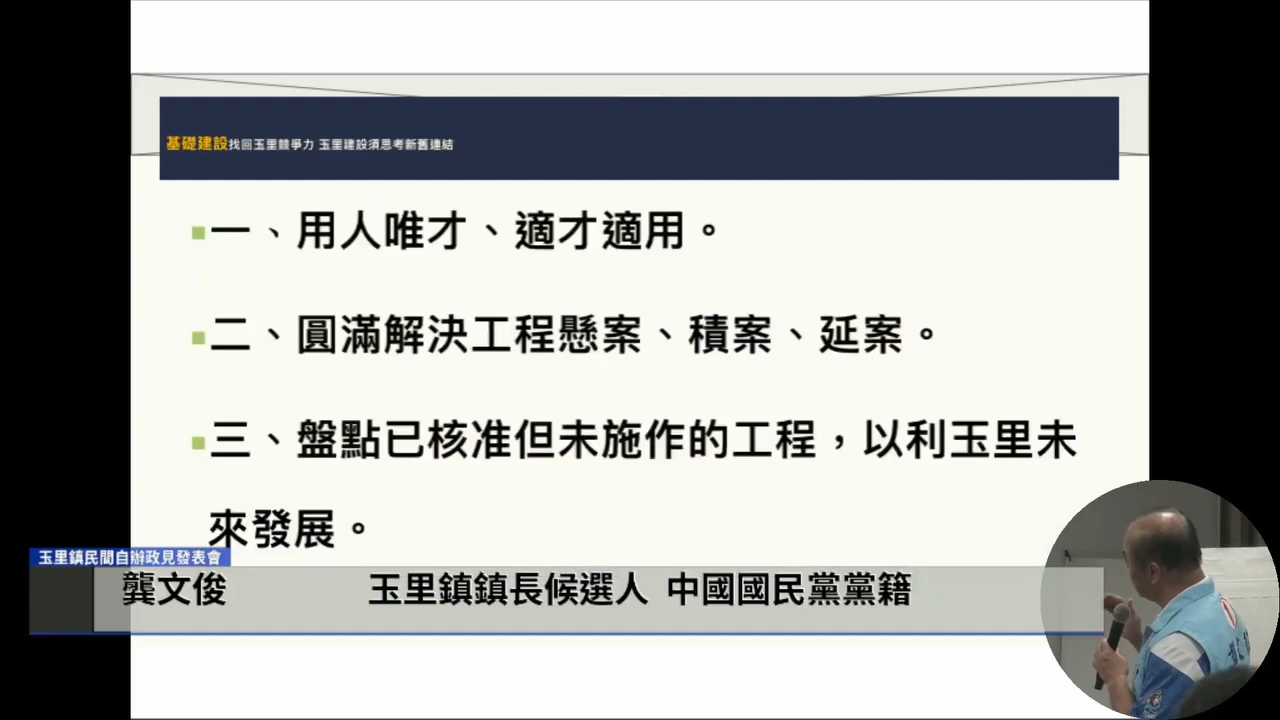 基礎建設找回玉里競爭力 玉里建設須思考新舊連結
一、用人唯才、適才適用。
二、圓滿解決工程懸案、積案、延案。
三、盤點已核准但未施作的工程，以利玉里未
來發展。
玉里鎮民間自辦政見發表會
龔文俊 玉里鎮鎮長候選人 中國國民黨黨籍